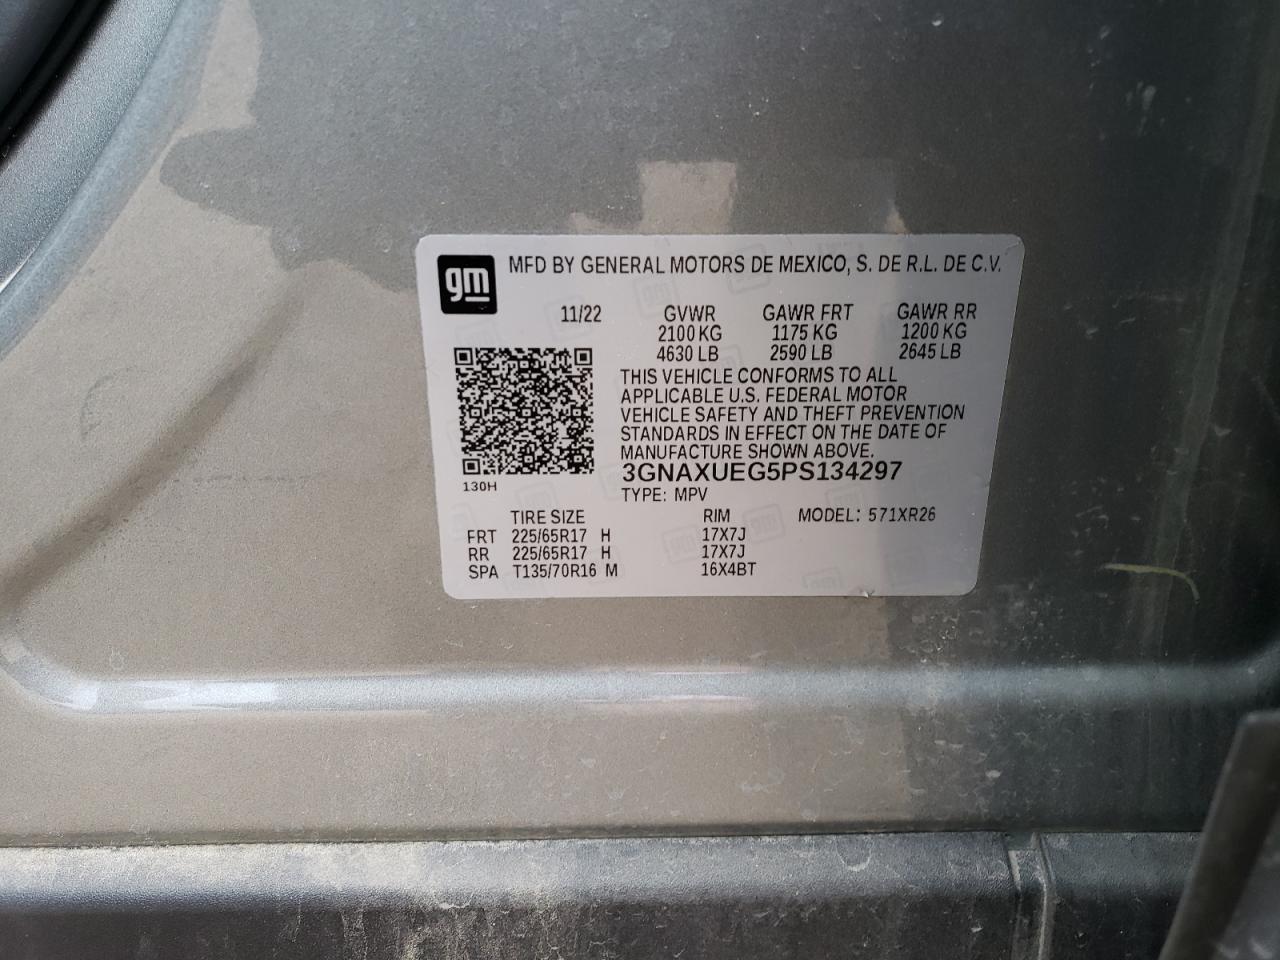 gm MFD BY GENERAL MOTORS DE MEXICO, S. DE R.L. DE C.V.
11/22 GVWR GAWR FRT GAWR RR
2100 KG 1175 KG 1200 KG
4630 LB 2590 LB 2645 LB
THIS VEHICLE CONFORMS TO ALL
APPLICABLE U.S. FEDERAL MOTOR
VEHICLE SAFETY AND THEFT PREVENTION
STANDARDS IN EFFECT ON THE DATE OF
MANUFACTURE SHOWN ABOVE.
3GNAXUEG5PS134297
130H
TYPE: MPV
TIRE SIZE RIM MODEL: 571XR26
FRT 225/65R17 H 17X7J
RR 225/65R17 H 17X7J
SPA T135/70R16 M 16X4BT